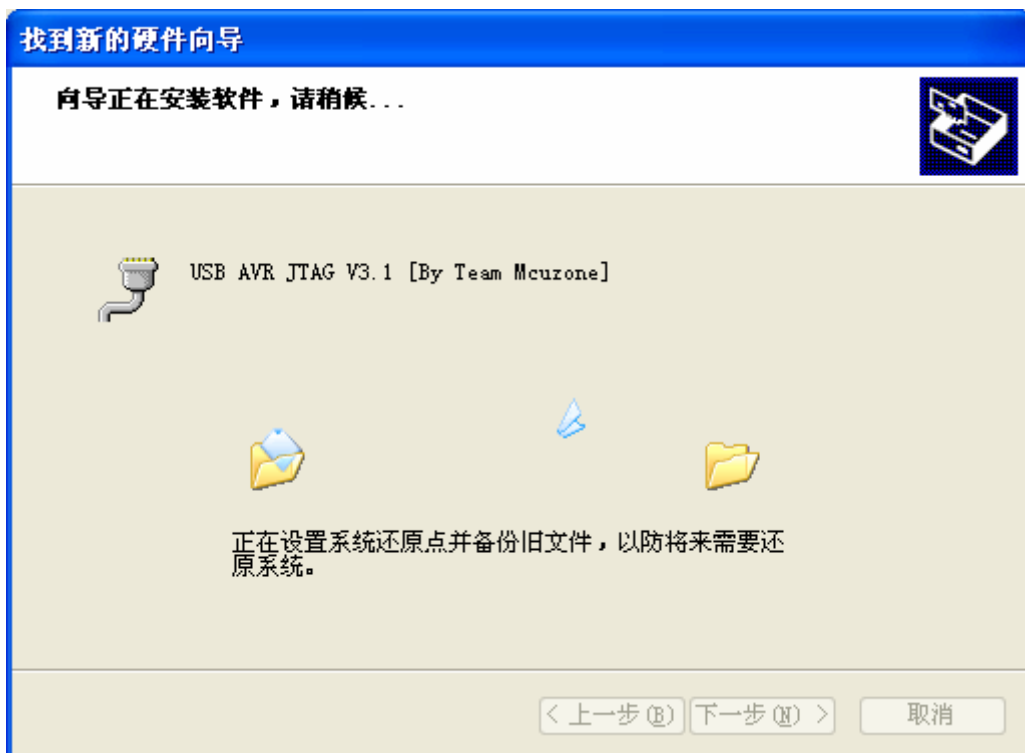 找到新的硬件向导
向导正在安装软件，请稍候...
USB AVR JTAG V3.1 [By Team Mcuzone]
正在设置系统还原点并备份旧文件，以防将来需要还
原系统。
< 上一步(B) 下一步(N) > 取消